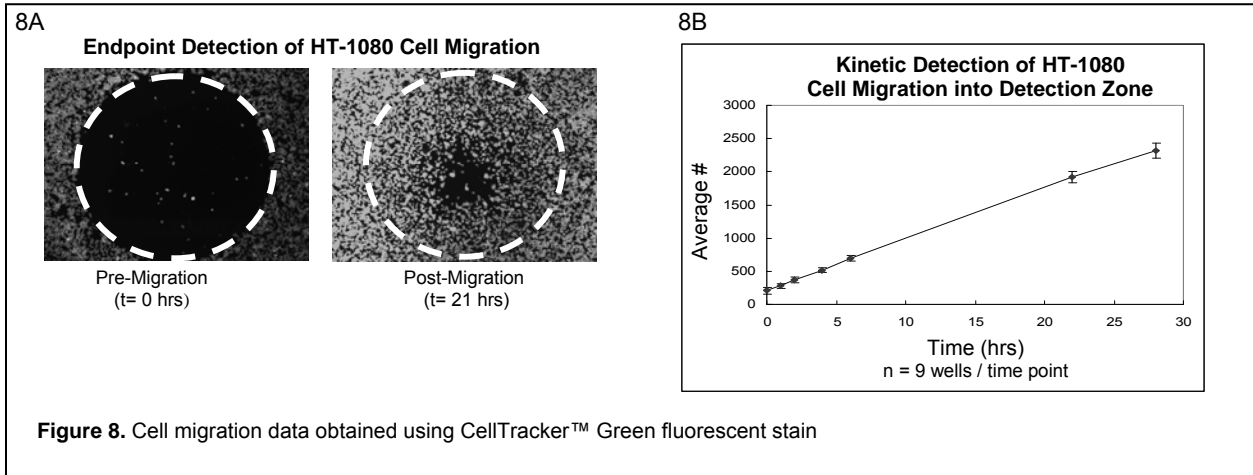 8A
Endpoint Detection of HT-1080 Cell Migration
Pre-Migration
(t= 0 hrs)
Post-Migration
(t= 21 hrs)
8B
Kinetic Detection of HT-1080
Cell Migration into Detection Zone
Average #
3000
2500
2000
1500
1000
500
0
0
5
10
15
20
25
30
Time (hrs)
n = 9 wells / time point
Figure 8. Cell migration data obtained using CellTracker™ Green fluorescent stain